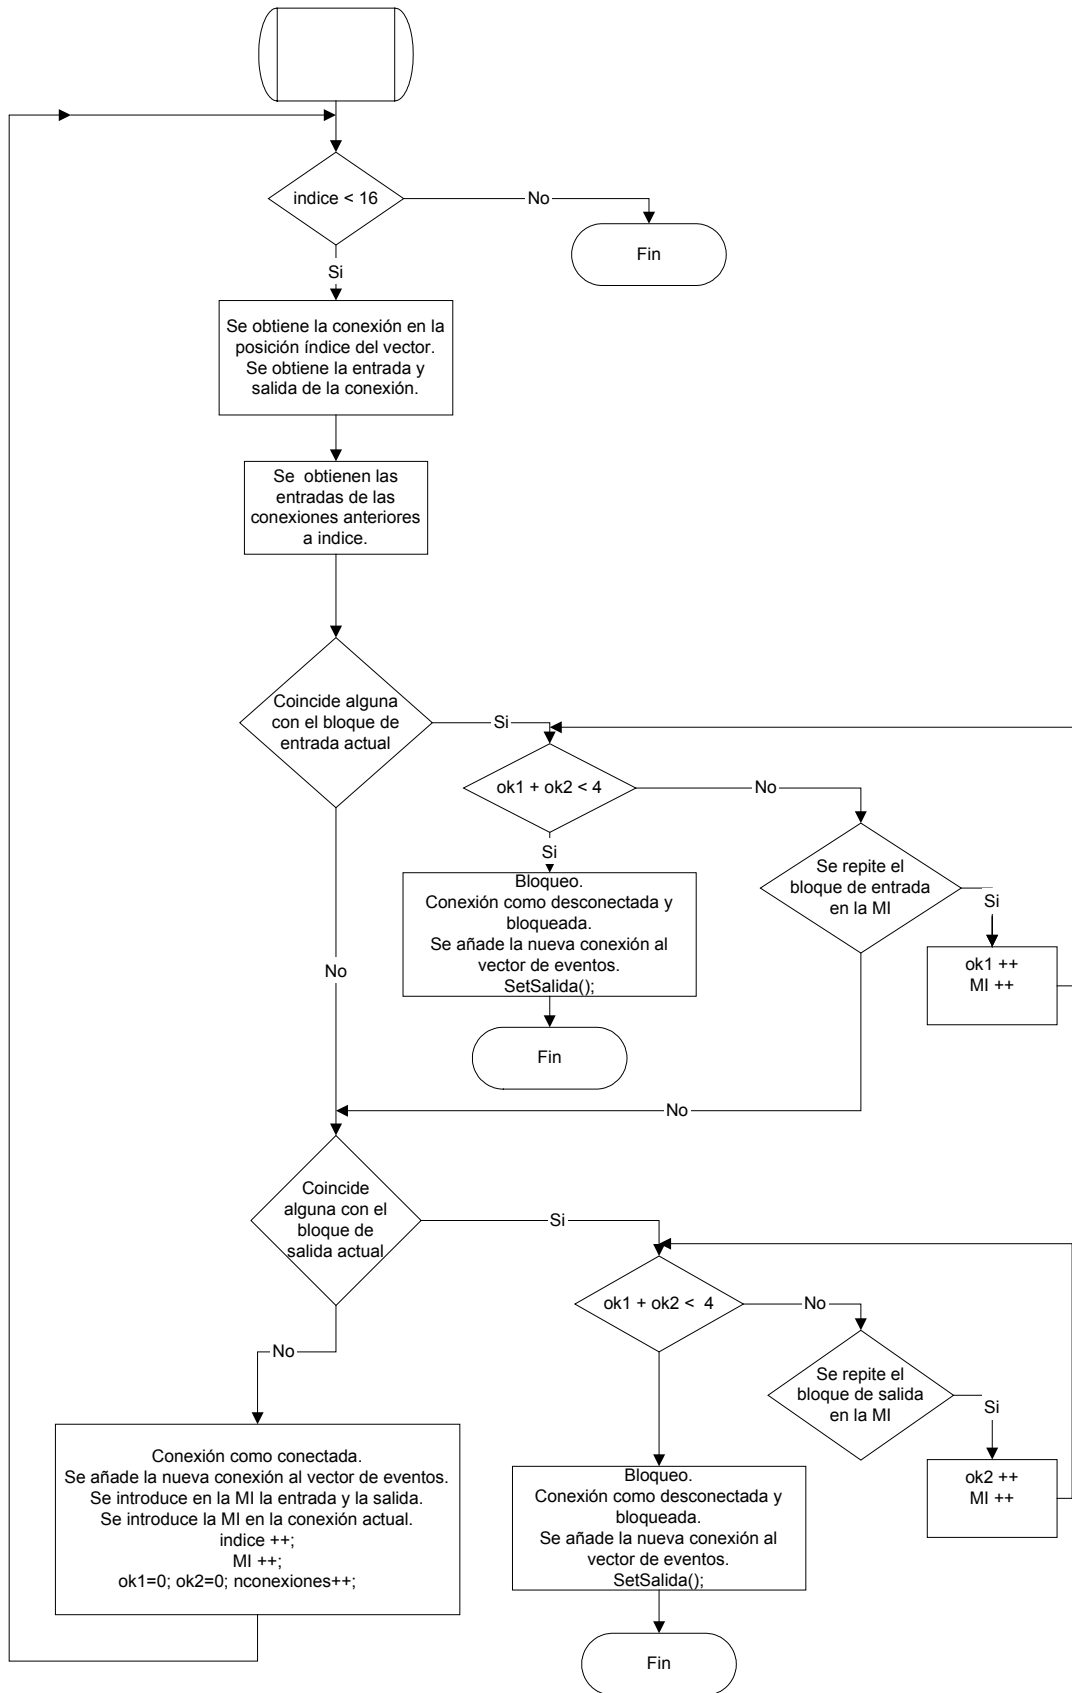 indice < 16
No
Fin
Si
Se obtiene la conexión en la
posición índice del vector.
Se obtiene la entrada y
salida de la conexión.
Se  obtienen las
entradas de las
conexiones anteriores
a indice.
Coincide alguna
con el bloque de
entrada actual
Si
ok1 + ok2 < 4
No
Si
Se repite el
bloque de entrada
en la MI
Si
Bloqueo.
Conexión como desconectada y
bloqueada.
Se añade la nueva conexión al
vector de eventos.
SetSalida();
ok1 ++
MI ++
No
Fin
No
Coincide
alguna con el
bloque de
salida actual
Si
ok1 + ok2 <  4
No
No
Se repite el
bloque de salida
en la MI
Si
Conexión como conectada.
Se añade la nueva conexión al vector de eventos.
Se introduce en la MI la entrada y la salida.
Se introduce la MI en la conexión actual.
indice ++;
MI ++;
ok1=0; ok2=0; nconexiones++;
Bloqueo.
Conexión como desconectada y
bloqueada.
Se añade la nueva conexión al
vector de eventos.
SetSalida();
ok2 ++
MI ++
Fin